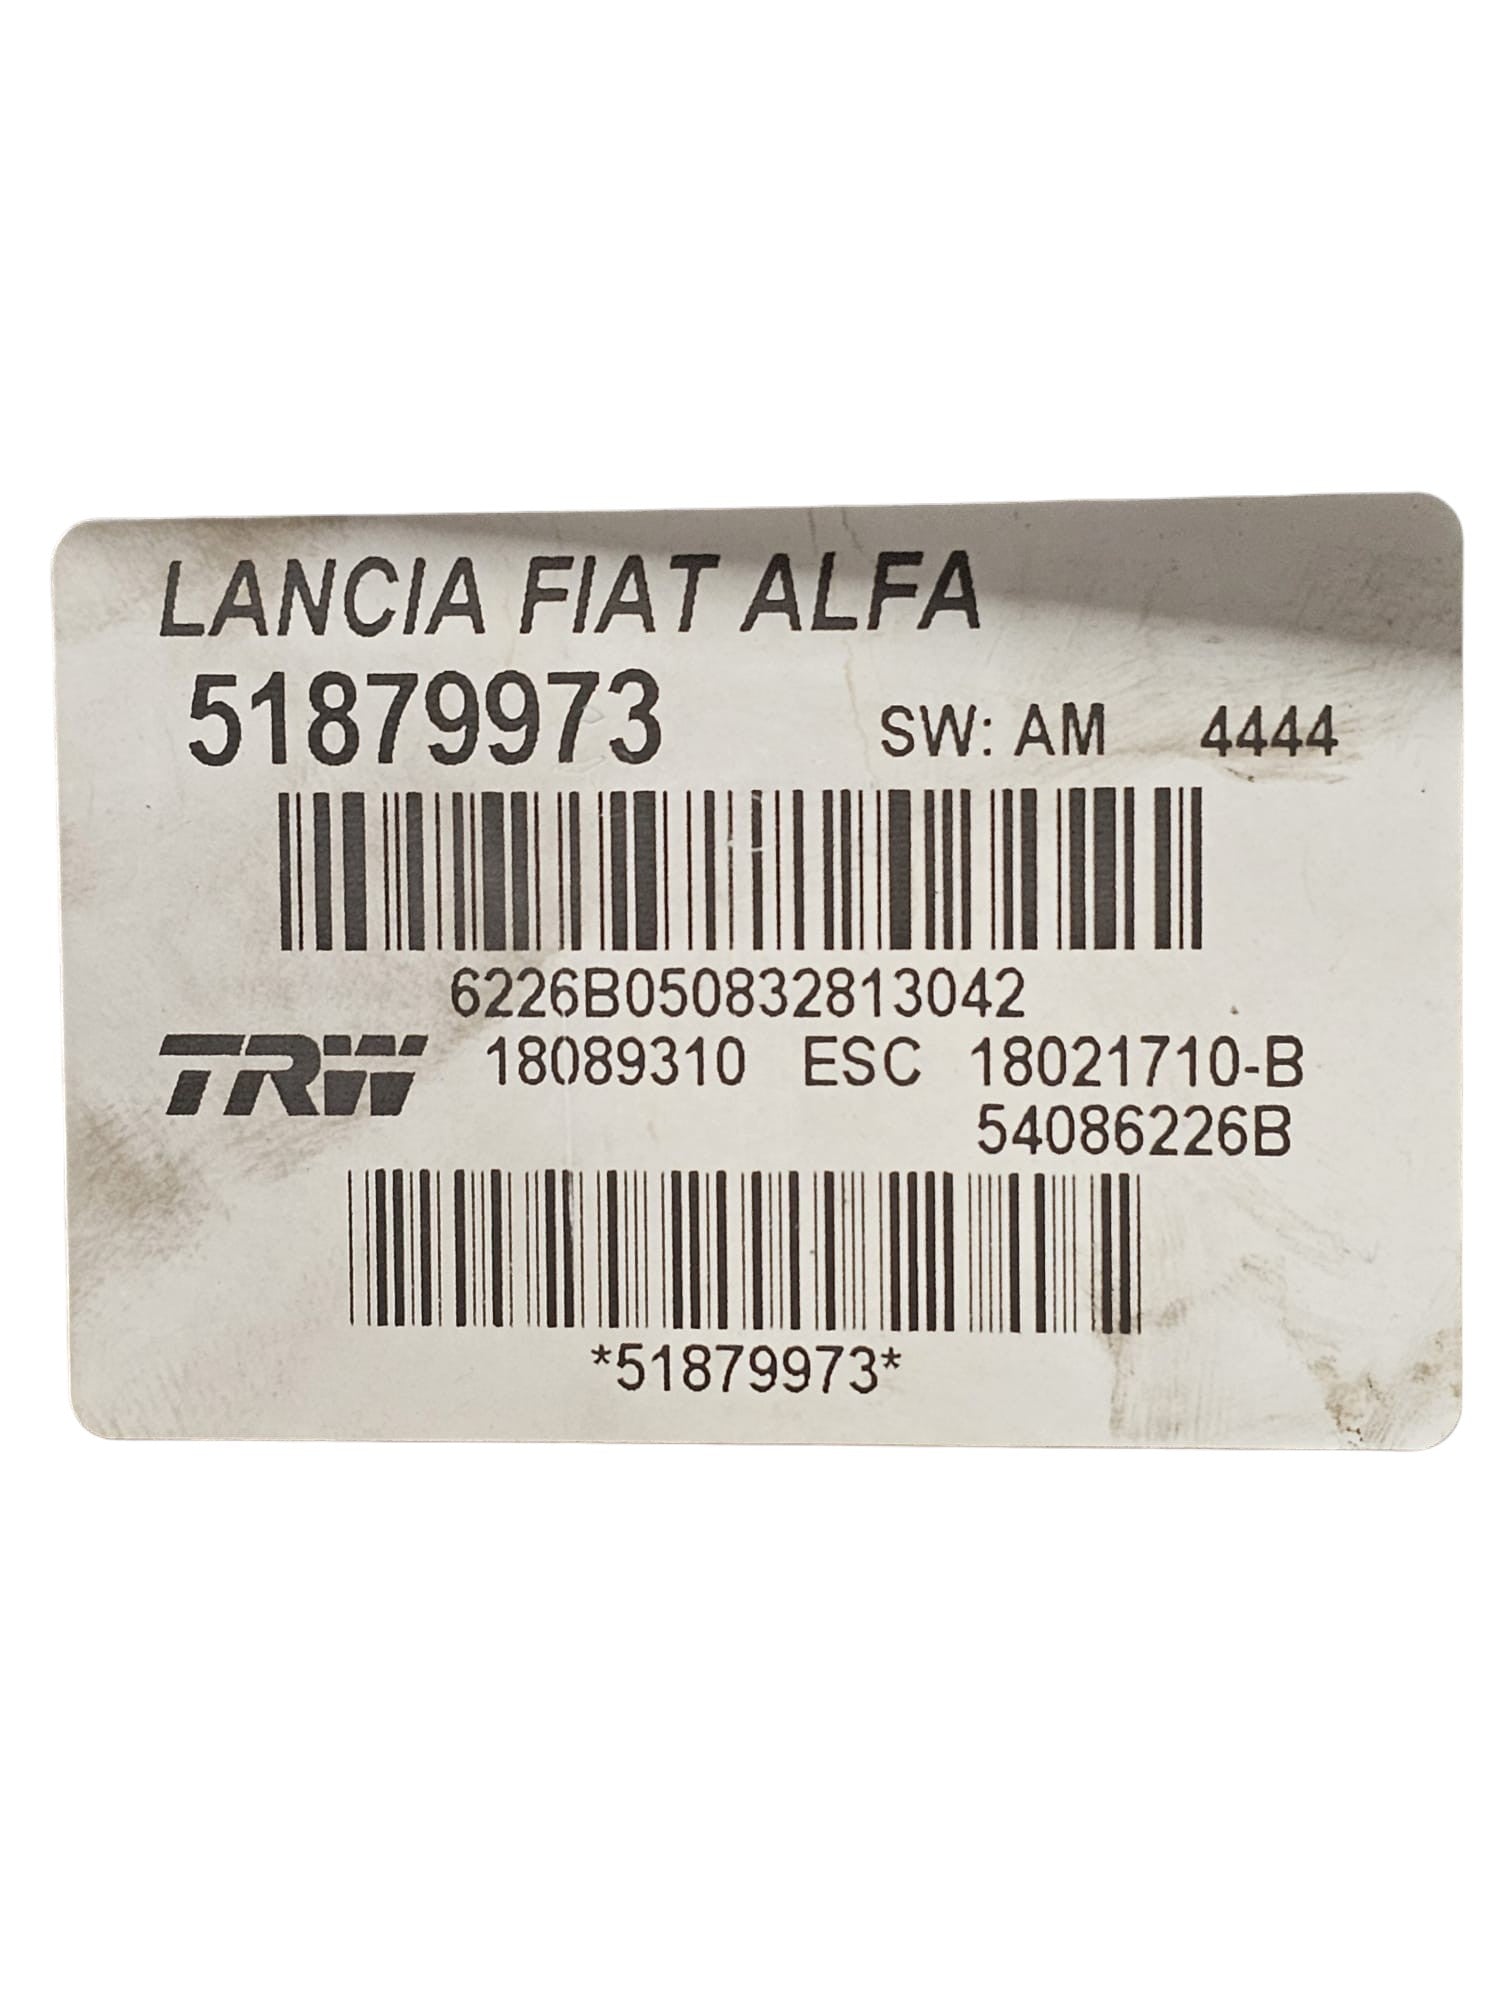 LANCIA FIAT ALFA
51879973 SW: AM 4444
6226B050832813042
TRW 18089310 ESC 18021710-B
54086226B
*51879973*